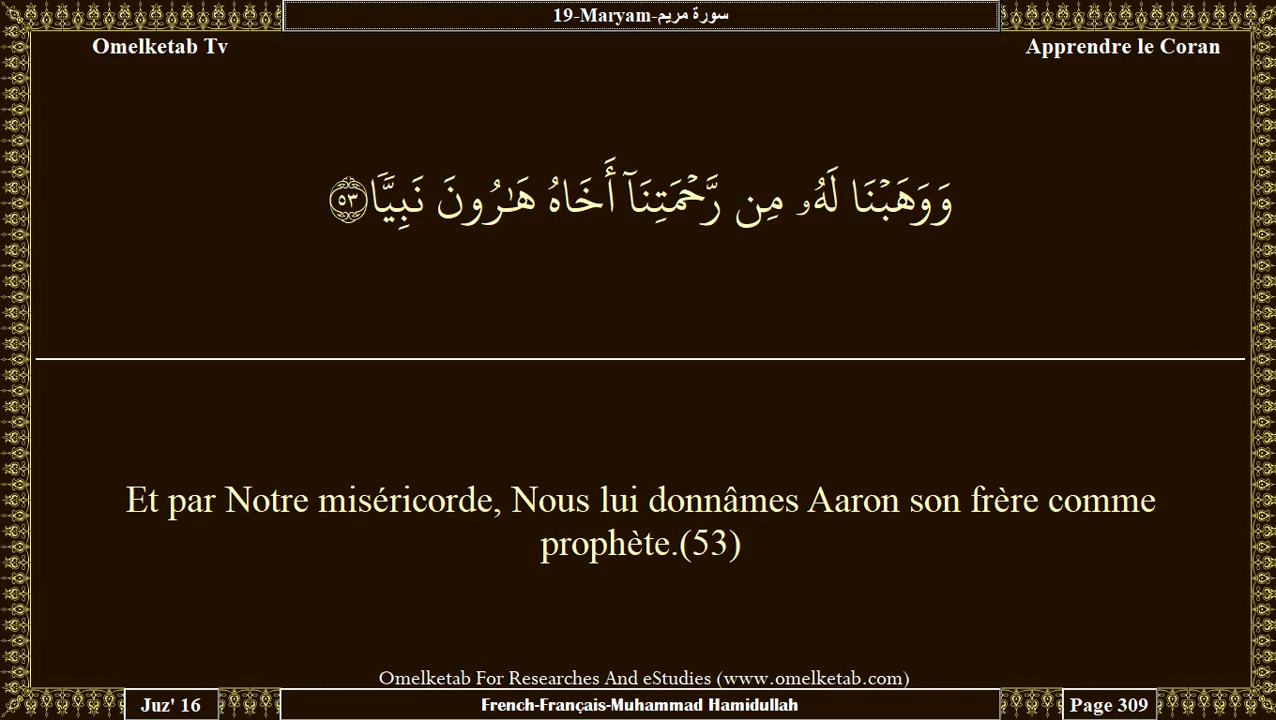 19-Maryam-سورة مريم
Omelketab Tv
Apprendre le Coran
وَوَهَبْنَا لَهُۥ مِن رَّحْمَتِنَآ أَخَاهُ هَـٰرُونَ نَبِيًّا ٥٣
Et par Notre miséricorde, Nous lui donnâmes Aaron son frère comme
prophète.(53)
Omelketab For Researches And eStudies (www.omelketab.com)
Juz' 16
French-Français-Muhammad Hamidullah
Page 309